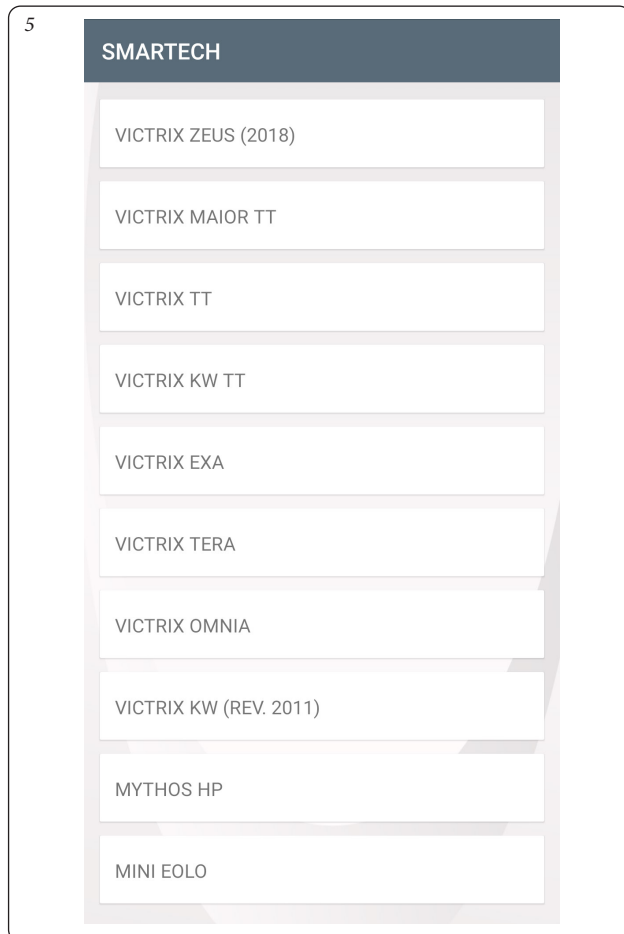 5
SMARTECH
VICTRIX ZEUS (2018)
VICTRIX MAIOR TT
VICTRIX TT
VICTRIX KW TT
VICTRIX EXA
VICTRIX TERA
VICTRIX OMNIA
VICTRIX KW (REV. 2011)
MYTHOS HP
MINI EOLO